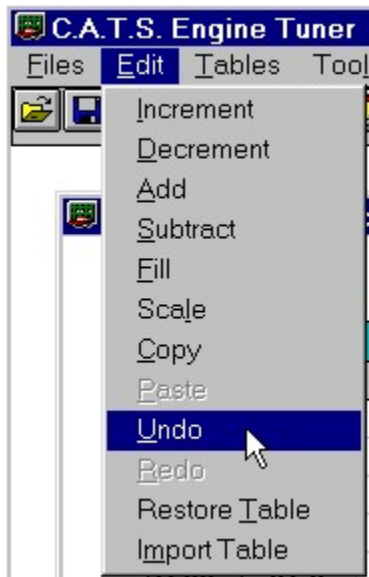 C.A.T.S. Engine Tuner
Files Edit Tables
Increment
Decrement
Add
Subtract
Fill
Scale
Copy
Paste
Undo
Redo
Restore Table
Import Table